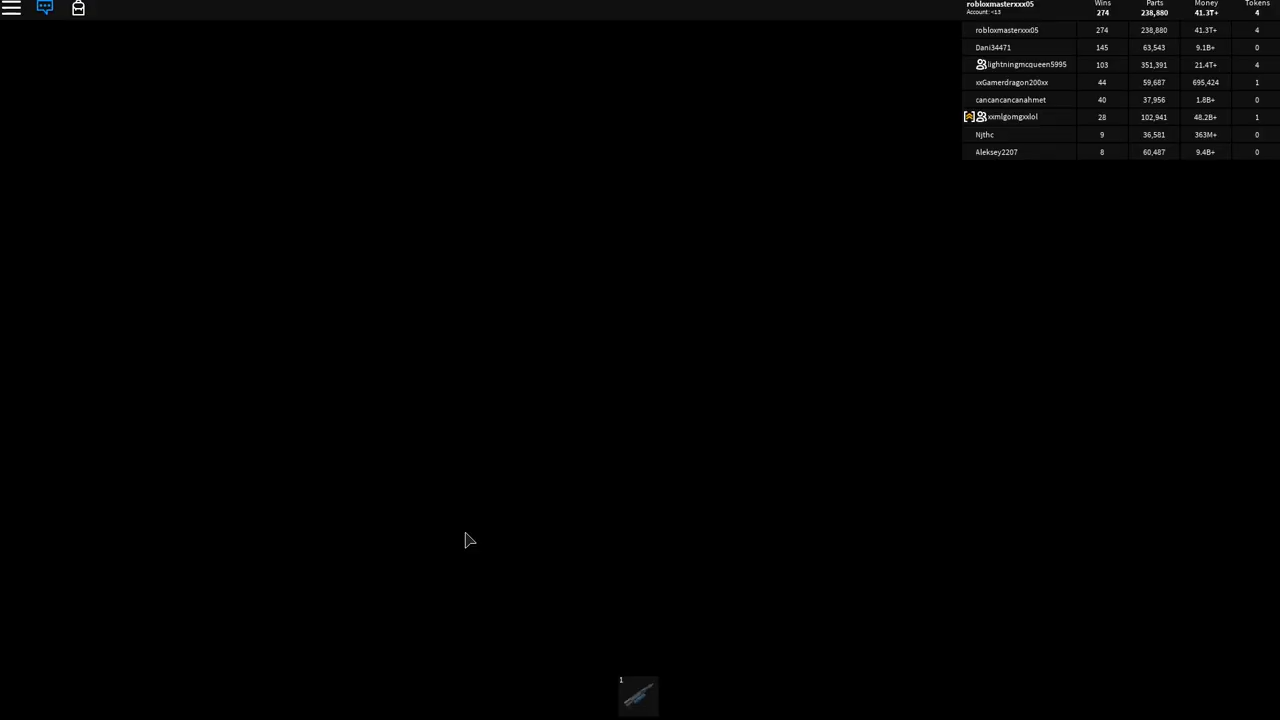 robloxmasterxxx05 Wins Parts Money Tokens
Account: <13 274 238,880 41.3T+ 4
robloxmasterxxx05 274 238,880 41.3T+ 4
Dani34471 145 63,543 9.1B+ 0
lightningmcqueen5995 103 351,391 21.4T+ 4
xxGamerdragon200xx 44 59,687 695,424 1
cancancancanahmet 40 37,956 1.8B+ 0
xxmlgomgxxlol 28 102,941 48.2B+ 1
Njthc 9 36,581 363M+ 0
Aleksey2207 8 60,487 9.4B+ 0
1